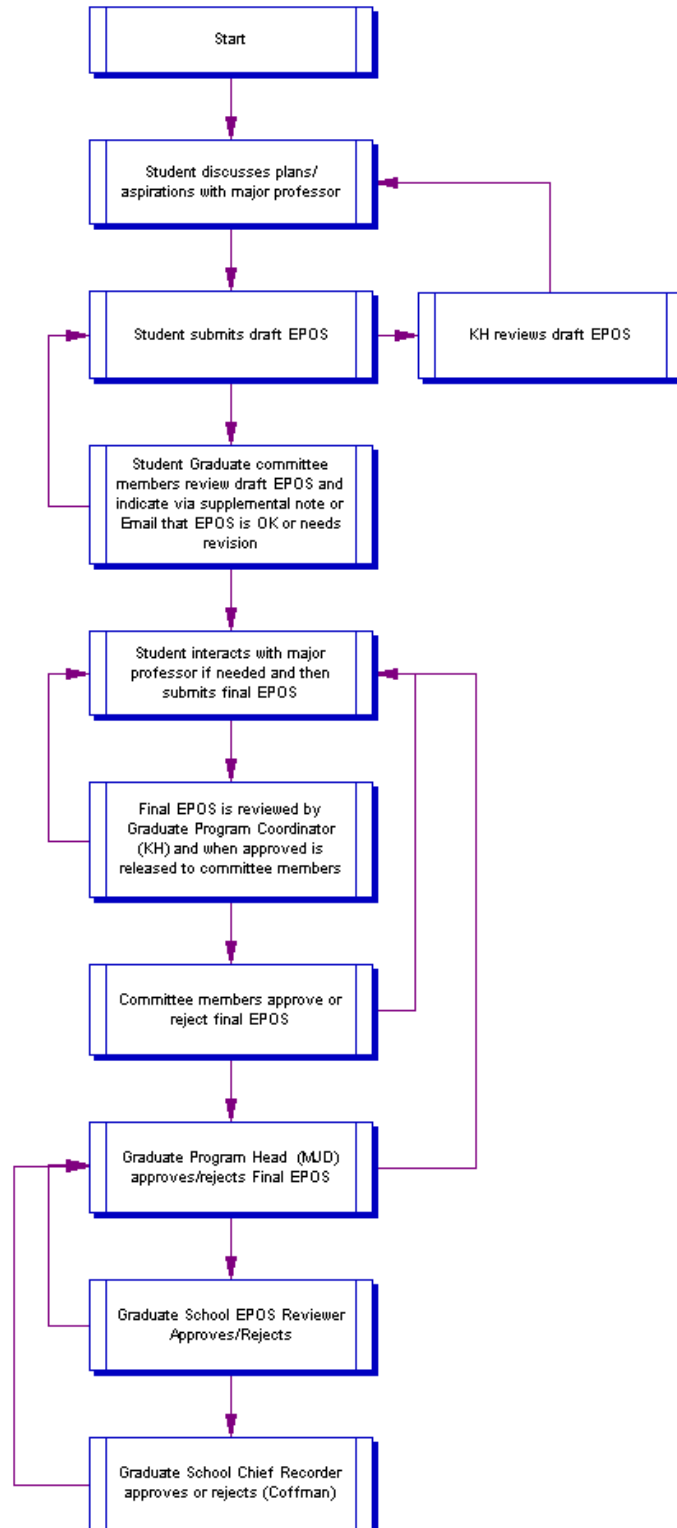 Start
Student discusses plans/
aspirations with major professor
Student submits draft EPOS
KH reviews draft EPOS
Student Graduate committee
members review draft EPOS and
indicate via supplemental note or
Email that EPOS is OK or needs
revision
Student interacts with major
professor if needed and then
submits final EPOS
Final EPOS is reviewed by
Graduate Program Coordinator
(KH) and when approved is
released to committee members
Committee members approve or
reject final EPOS
Graduate Program Head (MJD)
approves/rejects Final EPOS
Graduate School EPOS Reviewer
Approves/Rejects
Graduate School Chief Recorder
approves or rejects (Coffman)